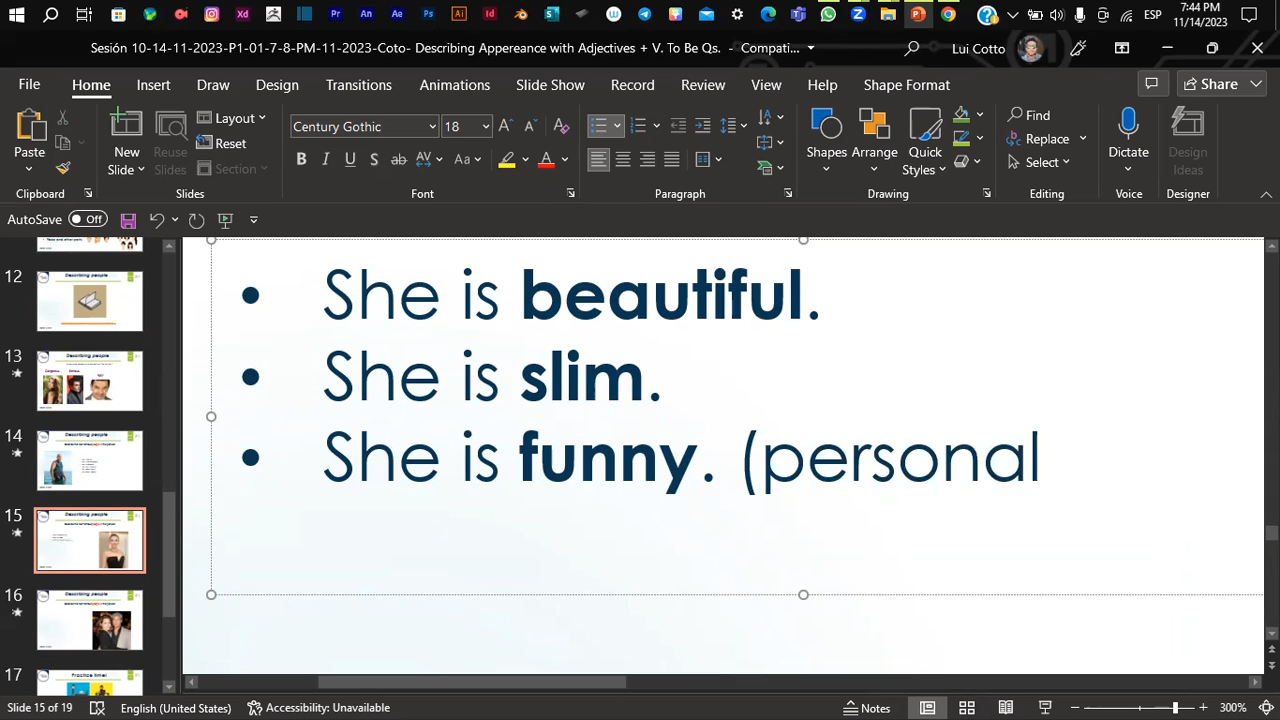 7:44 PM
ESP
11/14/2023
Sesión 10-14-11-2023-P1-01-7-8-PM-11-2023-Coto- Describing Appereance with Adjectives + V. To Be Qs. - Compati...
Lui Cotto
File Home Insert Draw Design Transitions Animations Slide Show Record Review View Help Shape Format Share
Paste
New Slide
Reuse Slides
Layout
Reset
Section
Century Gothic 18
Shapes Arrange Quick Styles
Find
Replace
Select
Dictate
Design Ideas
Clipboard Slides Font Paragraph Drawing Editing Voice Designer
AutoSave Off
• She is beautiful.
• She is slim.
• She is funny. (personal
12
Describing people
13
Describing people
14
Describing people
15
Describing people
16
Describing people
17
Practice time!
Slide 15 of 19 English (United States) Accessibility: Unavailable Notes 300%